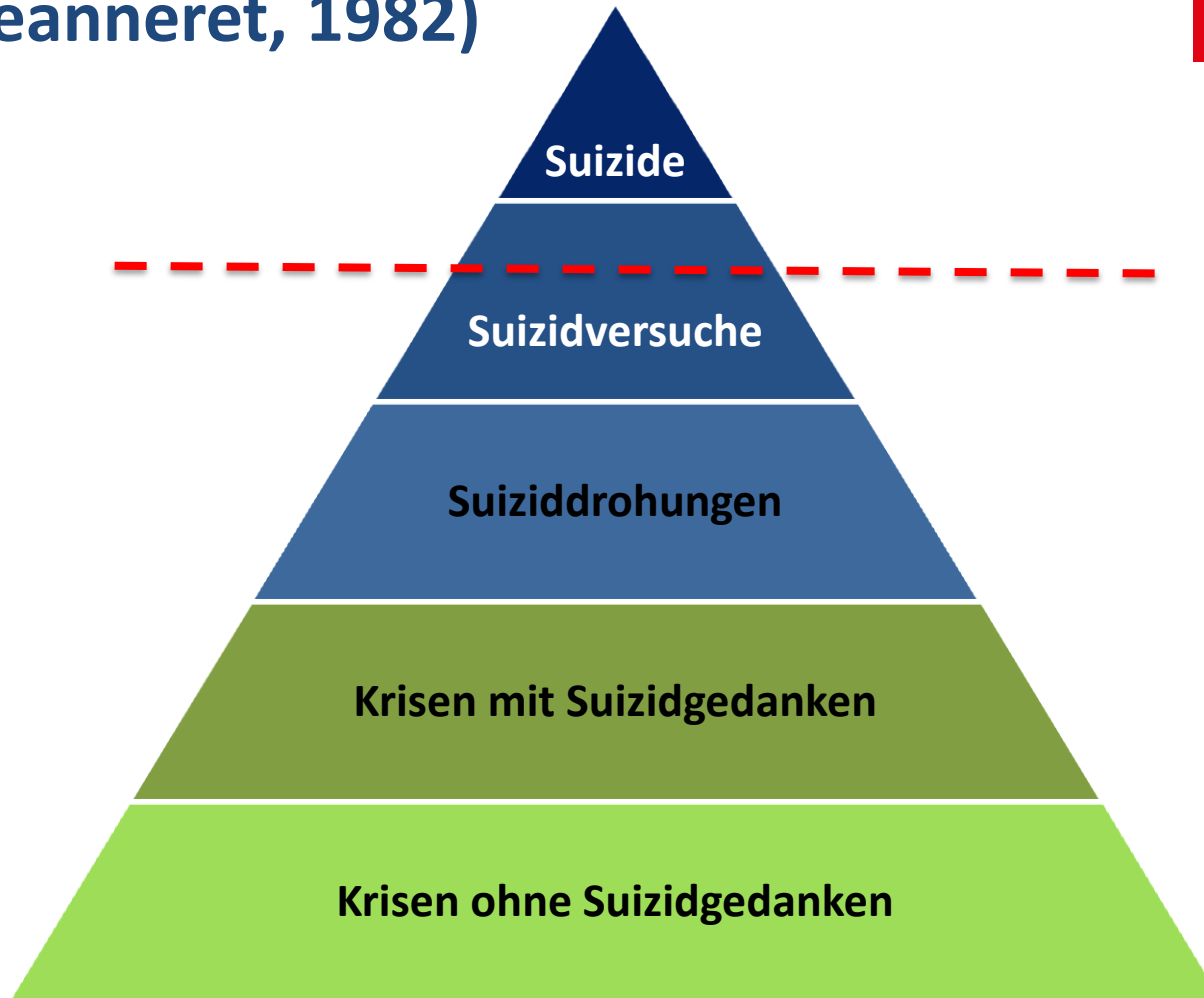 eanneret, 1982)
Suizide
Suizidversuche
Suiziddrohungen
Krisen mit Suizidgedanken
Krisen ohne Suizidgedanken